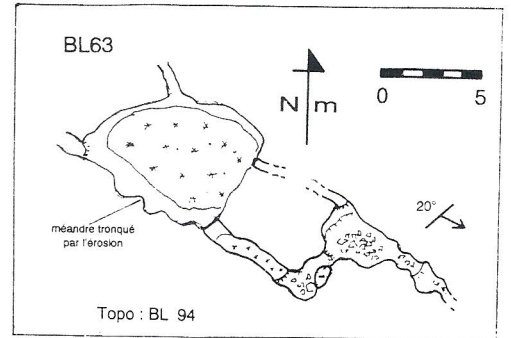 BL63
N m
0 5
20°
méandre tronqué
par l'érosion
Topo : BL 94